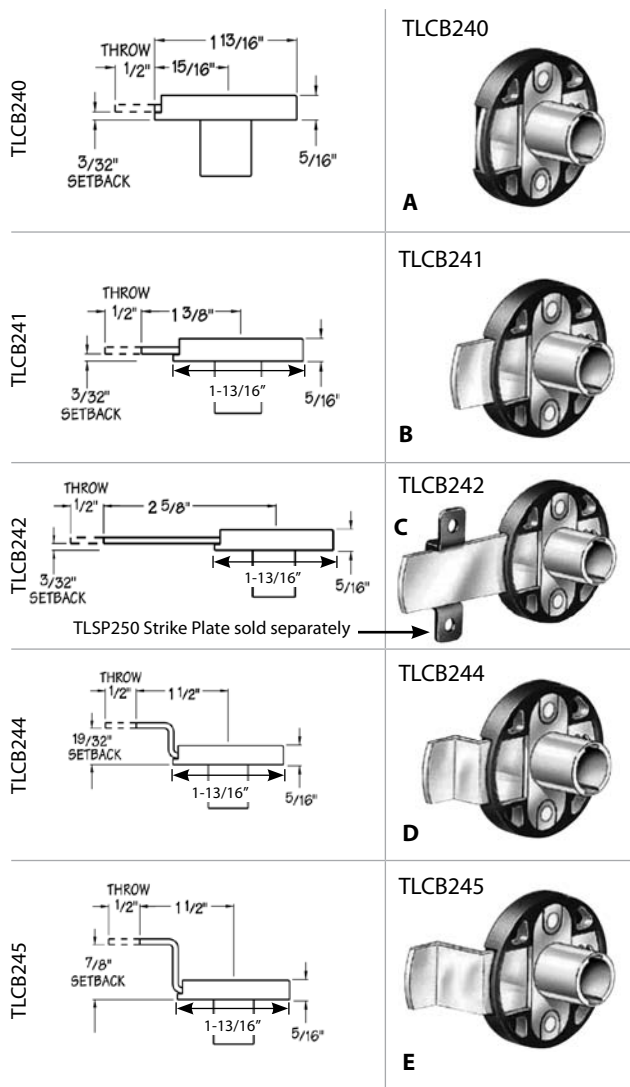 TLCB240
THROW
1/2"
15/16"
1 13/16"
3/32"
SETBACK
5/16"
TLCB240
A
TLCB241
THROW
1/2"
1 3/8"
3/32"
SETBACK
1-13/16”
5/16"
TLCB241
B
TLCB242
THROW
1/2"
2 5/8"
3/32"
SETBACK
1-13/16”
5/16"
TLSP250 Strike Plate sold separately
TLCB242
C
TLCB244
THROW
1/2"
1 1/2"
19/32"
SETBACK
1-13/16”
5/16"
TLCB244
D
TLCB245
THROW
1/2"
1 1/2"
7/8"
SETBACK
1-13/16”
5/16"
TLCB245
E